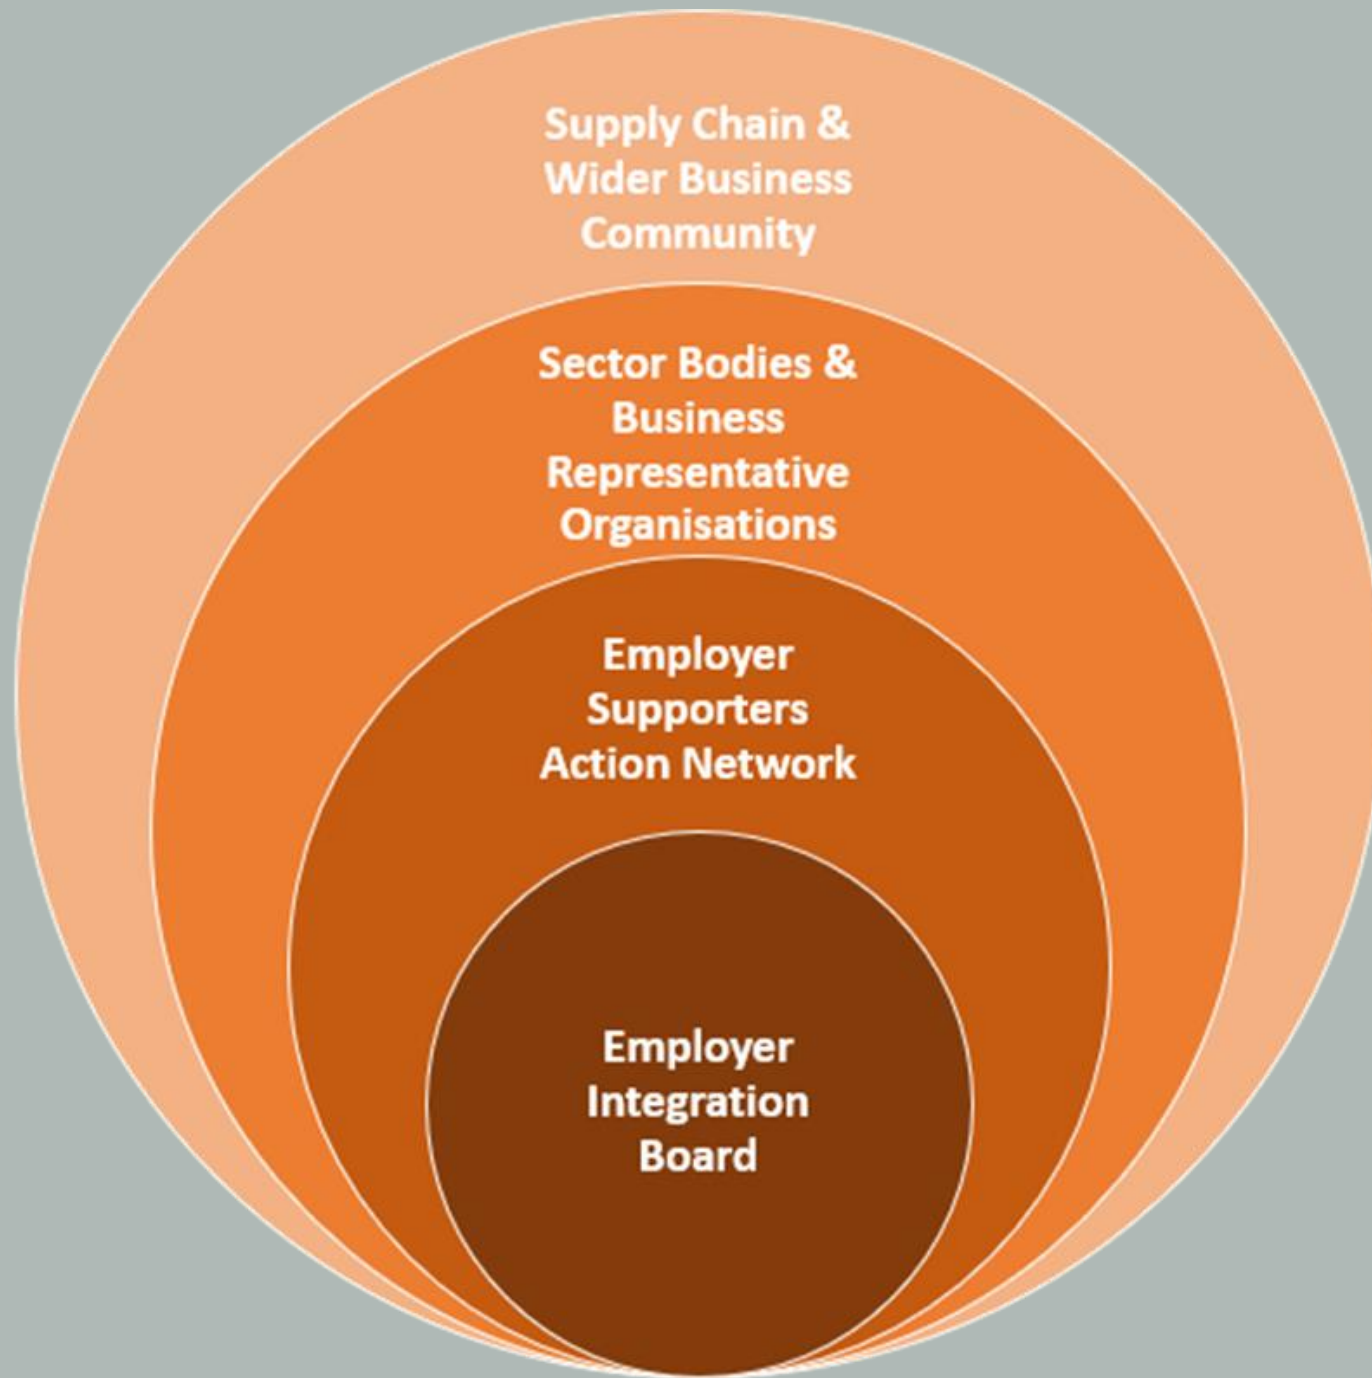 Supply Chain &
Wider Business
Community
Sector Bodies &
Business
Representative
Organisations
Employer
Supporters
Action Network
Employer
Integration
Board